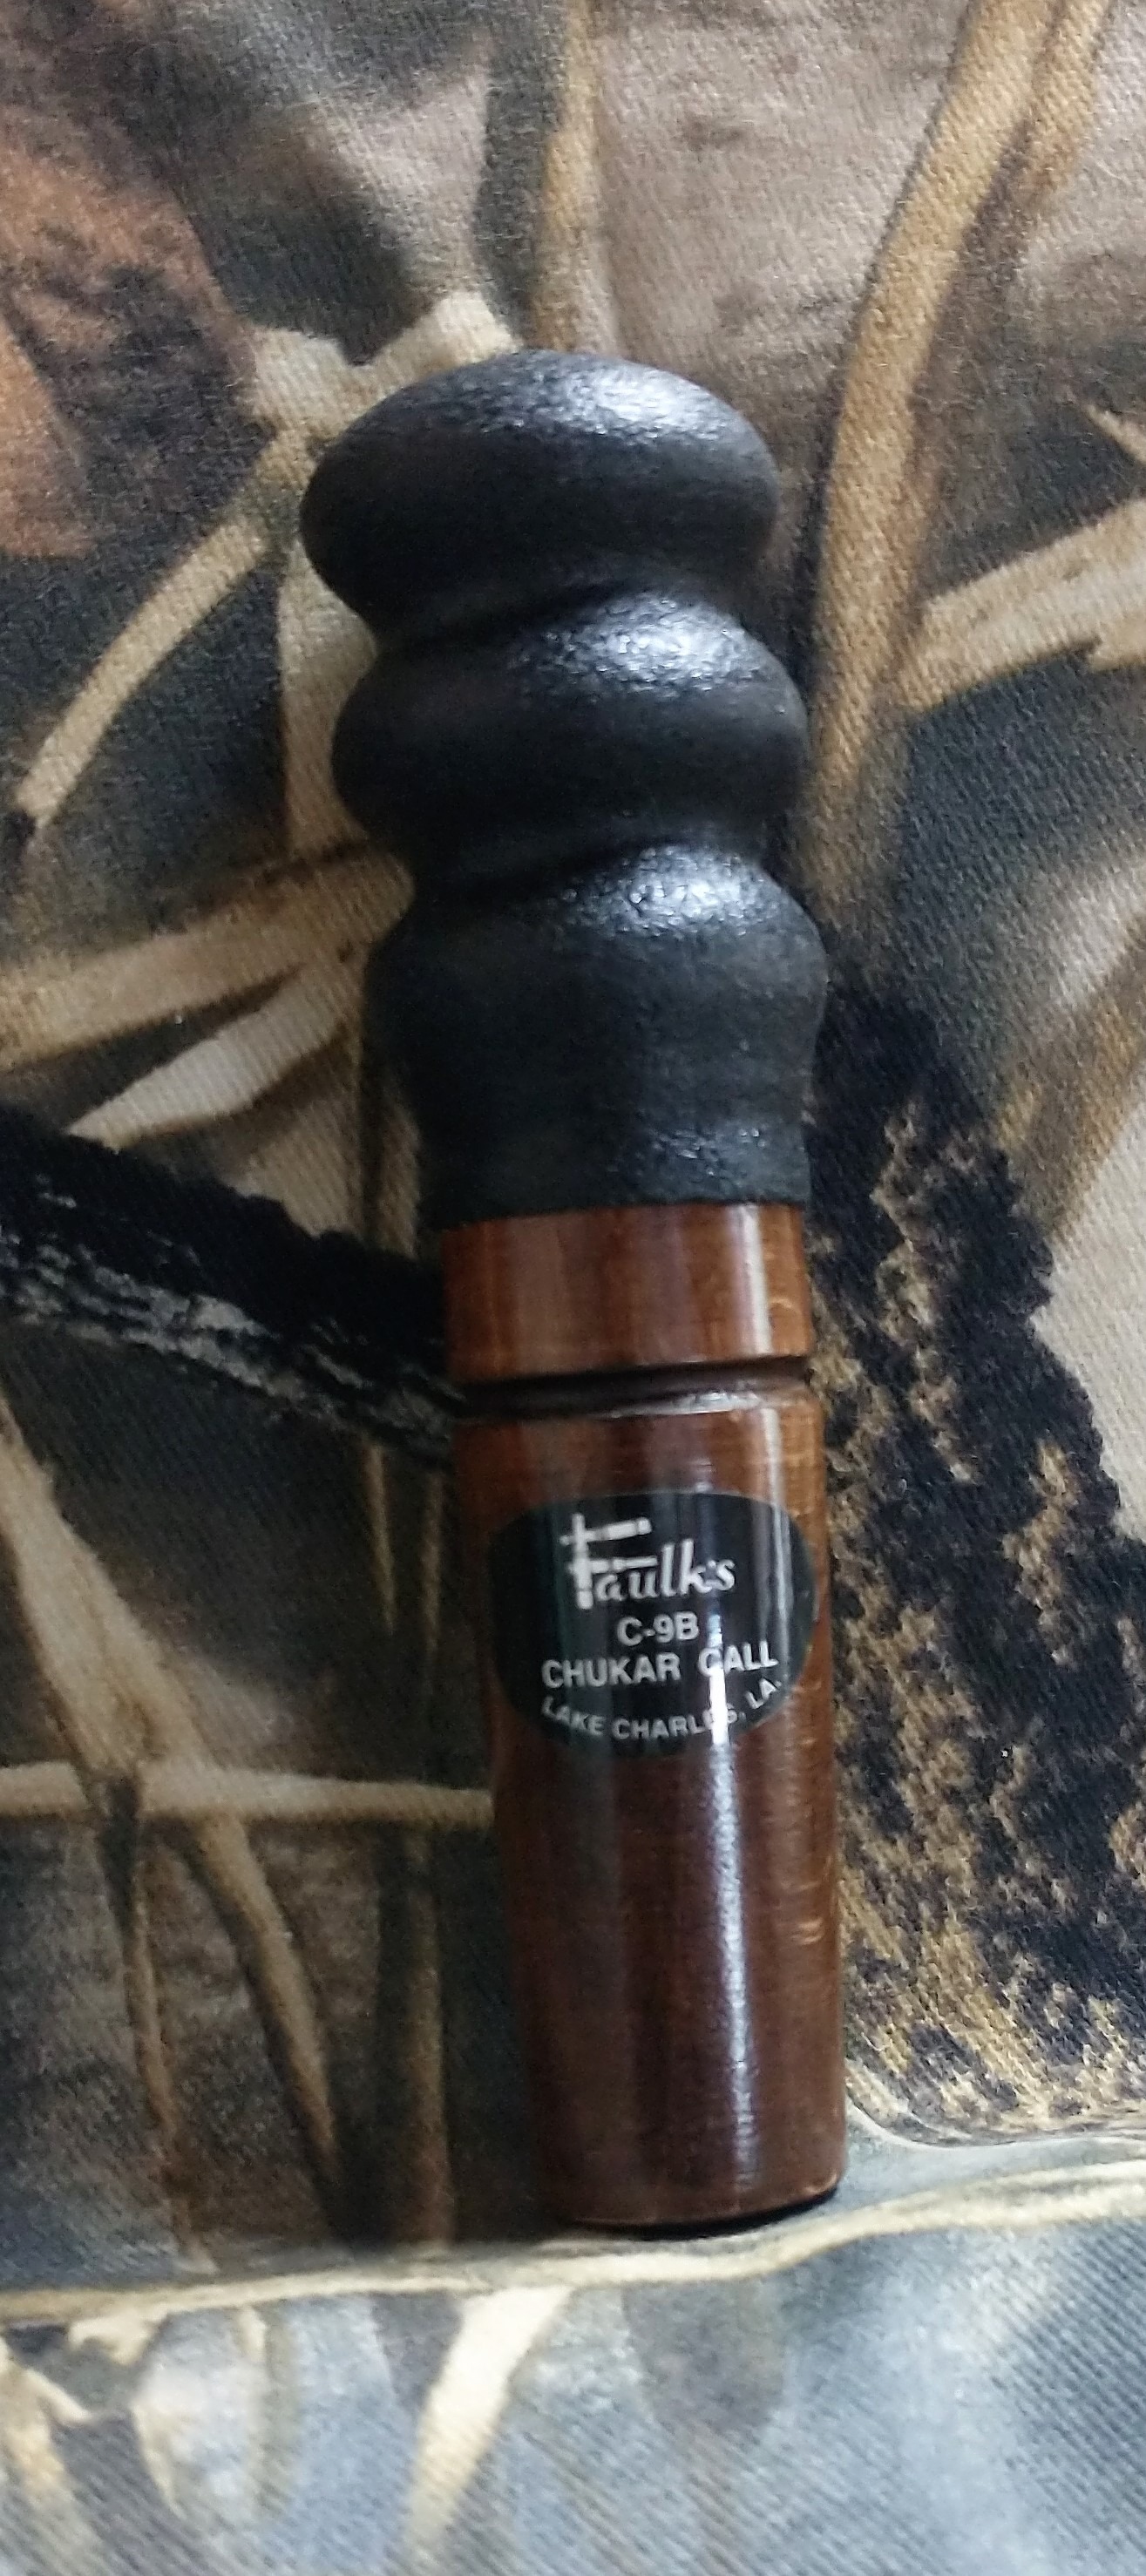 Faulk's
C-9B
CHUKAR CALL
LAKE CHARLES, LA.